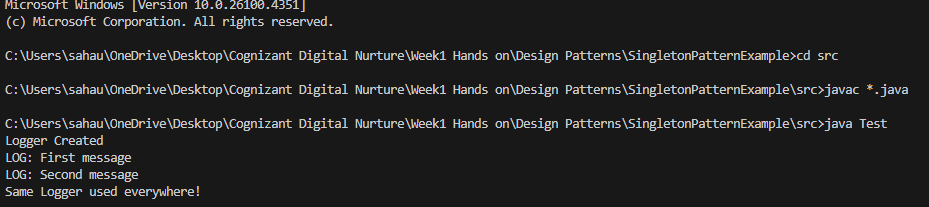 Microsoft Windows [Version 10.0.26100.4351]
(c) Microsoft Corporation. All rights reserved.
C:\Users\sahau\OneDrive\Desktop\Cognizant Digital Nurture\Week1 Hands on\Design Patterns\SingletonPatternExample>cd src
C:\Users\sahau\OneDrive\Desktop\Cognizant Digital Nurture\Week1 Hands on\Design Patterns\SingletonPatternExample\src>javac *.java
C:\Users\sahau\OneDrive\Desktop\Cognizant Digital Nurture\Week1 Hands on\Design Patterns\SingletonPatternExample\src>java Test
Logger Created
LOG: First message
LOG: Second message
Same Logger used everywhere!